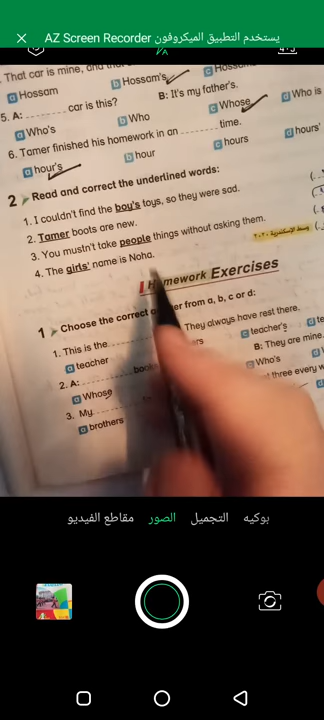 يستخدم التطبيق الميكروفون AZ Screen Recorder
That car is mine, and
a Hossam
b Hossam's
c
5. A: ........ car is this?
B: It's my father's.
a Who's
b Who
c Whose
d Who is
6. Tamer finished his homework in an ........ time.
a hour's
b hour
c hours
d hours'
2 Read and correct the underlined words:
1. I couldn't find the boy's toys, so they were sad.
2. Tamer boots are new.
3. You mustn't take people things without asking them.
4. The girls' name is Noha.
Exercises
1 Choose the correct from a, b, c or d:
1. This is the ........ They always have rest there.
a teacher
c teacher's
2. A: ........
B: They are mine.
a Whose
c Who's
3. My ........
three every
a brothers
بوكيه
التجميل
الصور
مقاطع الفيديو